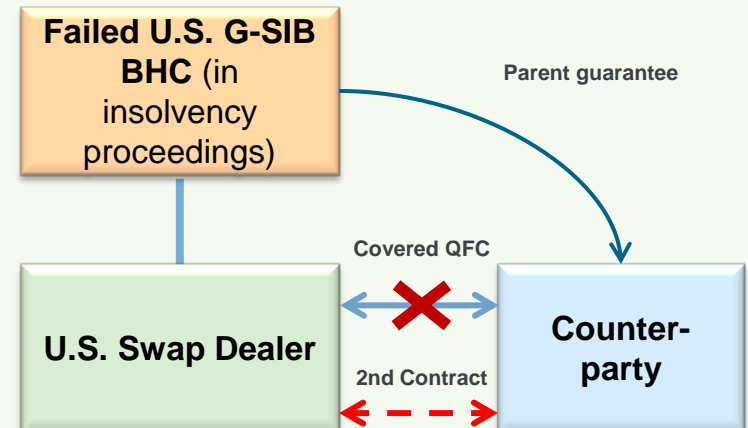 Failed U.S. G-SIB
BHC (in
insolvency
proceedings)
Parent guarantee
Covered QFC
U.S. Swap Dealer
Counter-
party
2nd Contract